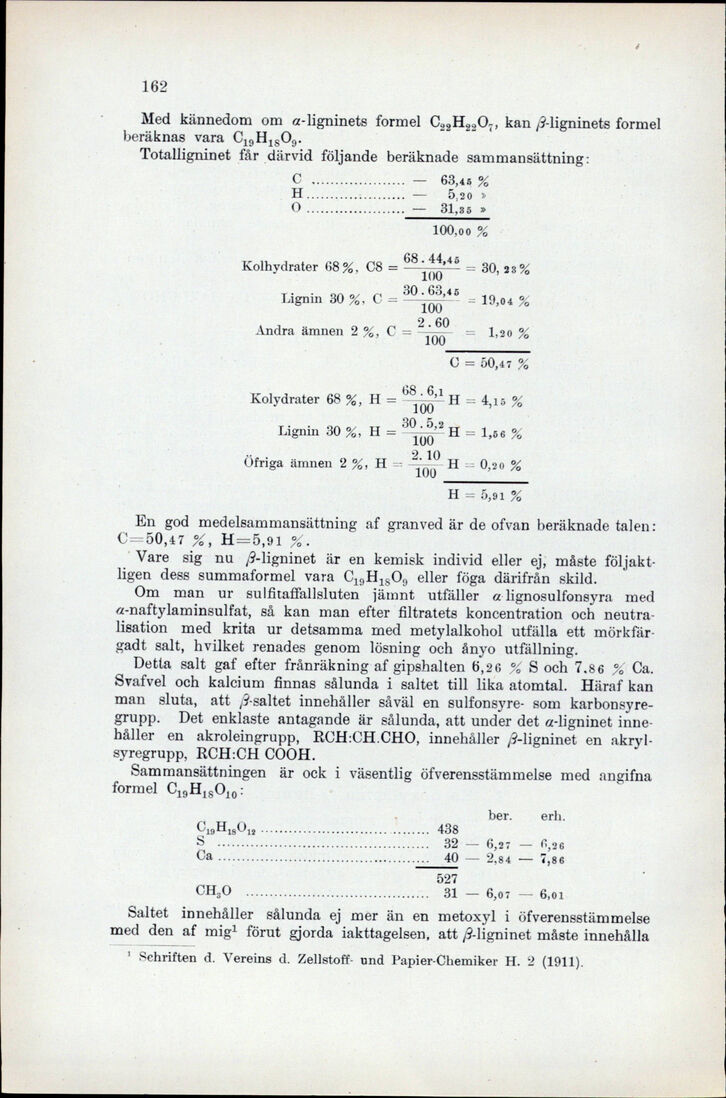 162
Med kännedom om α-ligninets formel C₂₂H₂₂O₇, kan β-ligninets formel
beräknas vara C₁₉H₁₈O₉.
Totalligninet får därvid följande beräknade sammansättning:
C .................... — 63,45 %
H .................... — 5,20 »
O .................... — 31,35 »
100,00 %
Kolhydrater 68 %, C8 = 68 . 44,45 / 100 = 30, 23 %
Lignin 30 %, C = 30 . 63,45 / 100 = 19,04 %
Andra ämnen 2 %, C = 2 . 60 / 100 = 1,20 %
C = 50,47 %
Kolydrater 68 %, H = 68 . 6,1 / 100 H = 4,15 %
Lignin 30 %, H = 30 . 5,2 / 100 H = 1,56 %
Öfriga ämnen 2 %, H = 2. 10 / 100 H = 0,20 %
H = 5,91 %
En god medelsammansättning af granved är de ofvan beräknade talen:
C=50,47 %, H=5,91 %.
Vare sig nu β-ligninet är en kemisk individ eller ej, måste följakt-
ligen dess summaformel vara C₁₉H₁₈O₉ eller föga därifrån skild.
Om man ur sulfitaffallsluten jämnt utfäller α lignosulfonsyra med
α-naftylaminsulfat, så kan man efter filtratets koncentration och neutra-
lisation med krita ur detsamma med metylalkohol utfälla ett mörkfär-
gadt salt, hvilket renades genom lösning och ånyo utfällning.
Detta salt gaf efter frånräkning af gipshalten 6,26 % S och 7.86 % Ca.
Svafvel och kalcium finnas sålunda i saltet till lika atomtal. Häraf kan
man sluta, att β-saltet innehåller såväl en sulfonsyre- som karbonsyre-
grupp. Det enklaste antagande är sålunda, att under det α-ligninet inne-
håller en akroleingrupp, RCH:CH.CHO, innehåller β-ligninet en akryl-
syregrupp, RCH:CH COOH.
Sammansättningen är ock i väsentlig öfverensstämmelse med angifna
formel C₁₉H₁₈O₁₀:
ber. erh.
C₁₉H₁₈O₁₂ .................... 438
S .................... 32 — 6,27 — 6,26
Ca .................... 40 — 2,84 — 7,86
527
CH₃O .................... 31 — 6,07 — 6,01
Saltet innehåller sålunda ej mer än en metoxyl i öfverensstämmelse
med den af mig¹ förut gjorda iakttagelsen, att β-ligninet måste innehålla
¹ Schriften d. Vereins d. Zellstoff- und Papier-Chemiker H. 2 (1911).